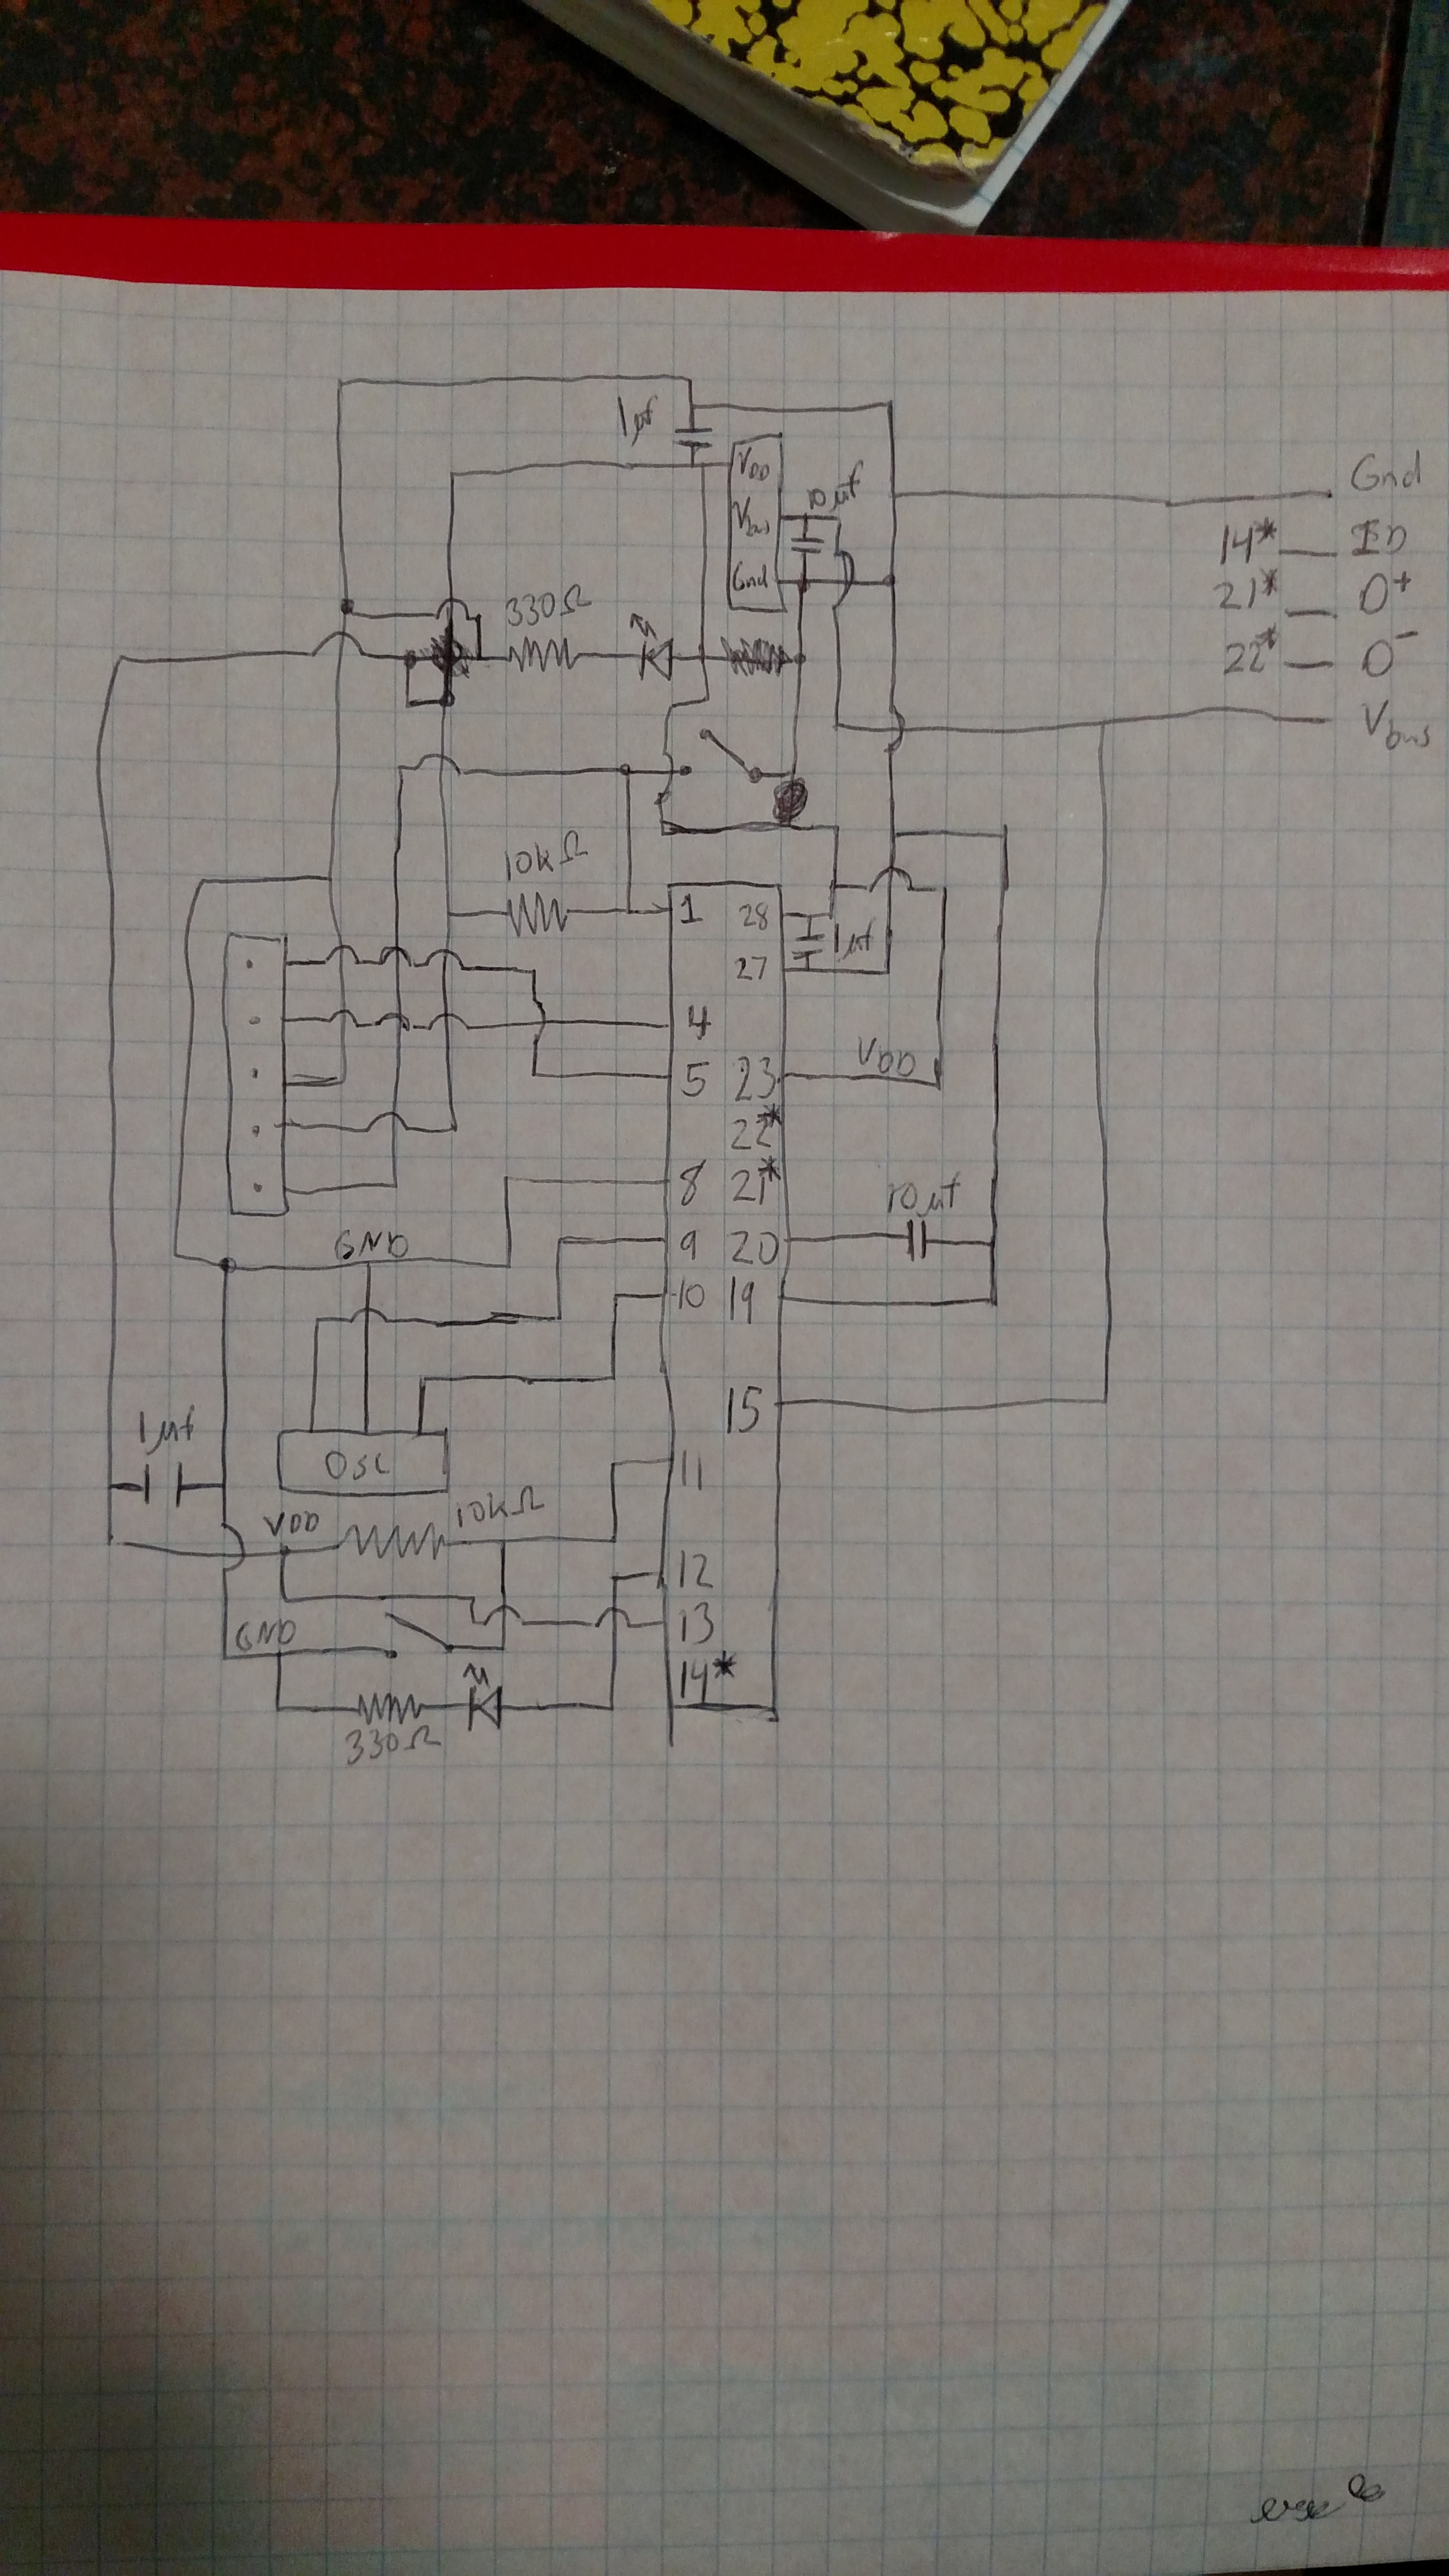 1µf
VDD
10µf
Vbus
Gnd
Gnd
14* ID
21* D+
22* D-
Vbus
330Ω
10kΩ
1 28
1µf
27
4
5 23 VDD
22*
8 21*
10µf
GND 9 20
10 19
15
1µf
OSC 11
VDD 10kΩ
12
GND 13
14*
330Ω